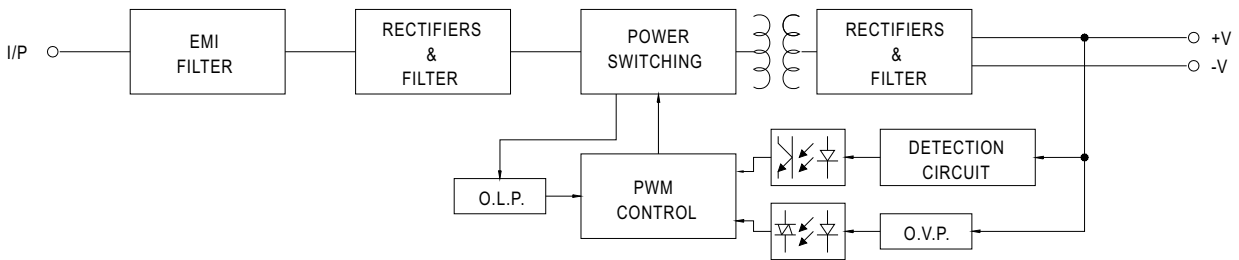 I/P
EMI
FILTER
RECTIFIERS
&
FILTER
POWER
SWITCHING
RECTIFIERS
&
FILTER
+V
-V
O.L.P.
PWM
CONTROL
DETECTION
CIRCUIT
O.V.P.